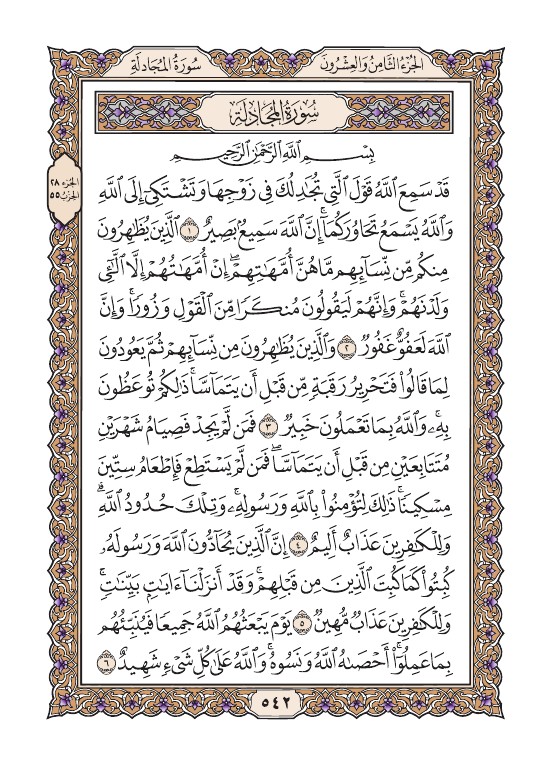 الجزء الثامن والعشرون
سورة المجادلة
سُورَةُ المُجَادلَة
الجزء ٢٨
الحزب ٥٥
بِسْمِ ٱللَّهِ ٱلرَّحْمَٰنِ ٱلرَّحِيمِ
قَدْ سَمِعَ ٱللَّهُ قَوْلَ ٱلَّتِى تُجَٰدِلُكَ فِى زَوْجِهَا وَتَشْتَكِىٓ إِلَى ٱللَّهِ
وَٱللَّهُ يَسْمَعُ تَحَاوُرَكُمَآ ۚ إِنَّ ٱللَّهَ سَمِيعٌۢ بَصِيرٌ ١ ٱلَّذِينَ يُظَٰهِرُونَ
مِنكُم مِّن نِّسَآئِهِم مَّا هُنَّ أُمَّهَٰتِهِمْ ۖ إِنْ أُمَّهَٰتُهُمْ إِلَّا ٱلَّٰٓـِٔى
وَلَدْنَهُمْ ۚ وَإِنَّهُمْ لَيَقُولُونَ مُنكَرًا مِّنَ ٱلْقَوْلِ وَزُورًا ۚ وَإِنَّ
ٱللَّهَ لَعَفُوٌّ غَفُورٌ ٢ وَٱلَّذِينَ يُظَٰهِرُونَ مِن نِّسَآئِهِمْ ثُمَّ يَعُودُونَ
لِمَا قَالُوا۟ فَتَحْرِيرُ رَقَبَةٍ مِّن قَبْلِ أَن يَتَمَآسَّا ۚ ذَٰلِكُمْ تُوعَظُونَ
بِهِۦ ۚ وَٱللَّهُ بِمَا تَعْمَلُونَ خَبِيرٌ ٣ فَمَن لَّمْ يَجِدْ فَصِيَامُ شَهْرَيْنِ
مُتَتَابِعَيْنِ مِن قَبْلِ أَن يَتَمَآسَّا ۖ فَمَن لَّمْ يَسْتَطِعْ فَإِطْعَامُ سِتِّينَ
مِسْكِينًا ۚ ذَٰلِكَ لِتُؤْمِنُوا۟ بِٱللَّهِ وَرَسُولِهِۦ ۚ وَتِلْكَ حُدُودُ ٱللَّهِ ۗ
وَلِلْكَٰفِرِينَ عَذَابٌ أَلِيمٌ ٤ إِنَّ ٱلَّذِينَ يُحَآدُّونَ ٱللَّهَ وَرَسُولَهُۥ
كُبِتُوا۟ كَمَا كُبِتَ ٱلَّذِينَ مِن قَبْلِهِمْ ۚ وَقَدْ أَنزَلْنَآ ءَايَٰتٍۭ بَيِّنَٰتٍ ۚ
وَلِلْكَٰفِرِينَ عَذَابٌ مُّهِينٌ ٥ يَوْمَ يَبْعَثُهُمُ ٱللَّهُ جَمِيعًا فَيُنَبِّئُهُم
بِمَا عَمِلُوٓا۟ ۚ أَحْصَىٰهُ ٱللَّهُ وَنَسُوهُ ۚ وَٱللَّهُ عَلَىٰ كُلِّ شَىْءٍ شَهِيدٌ ٦
٥٤٢